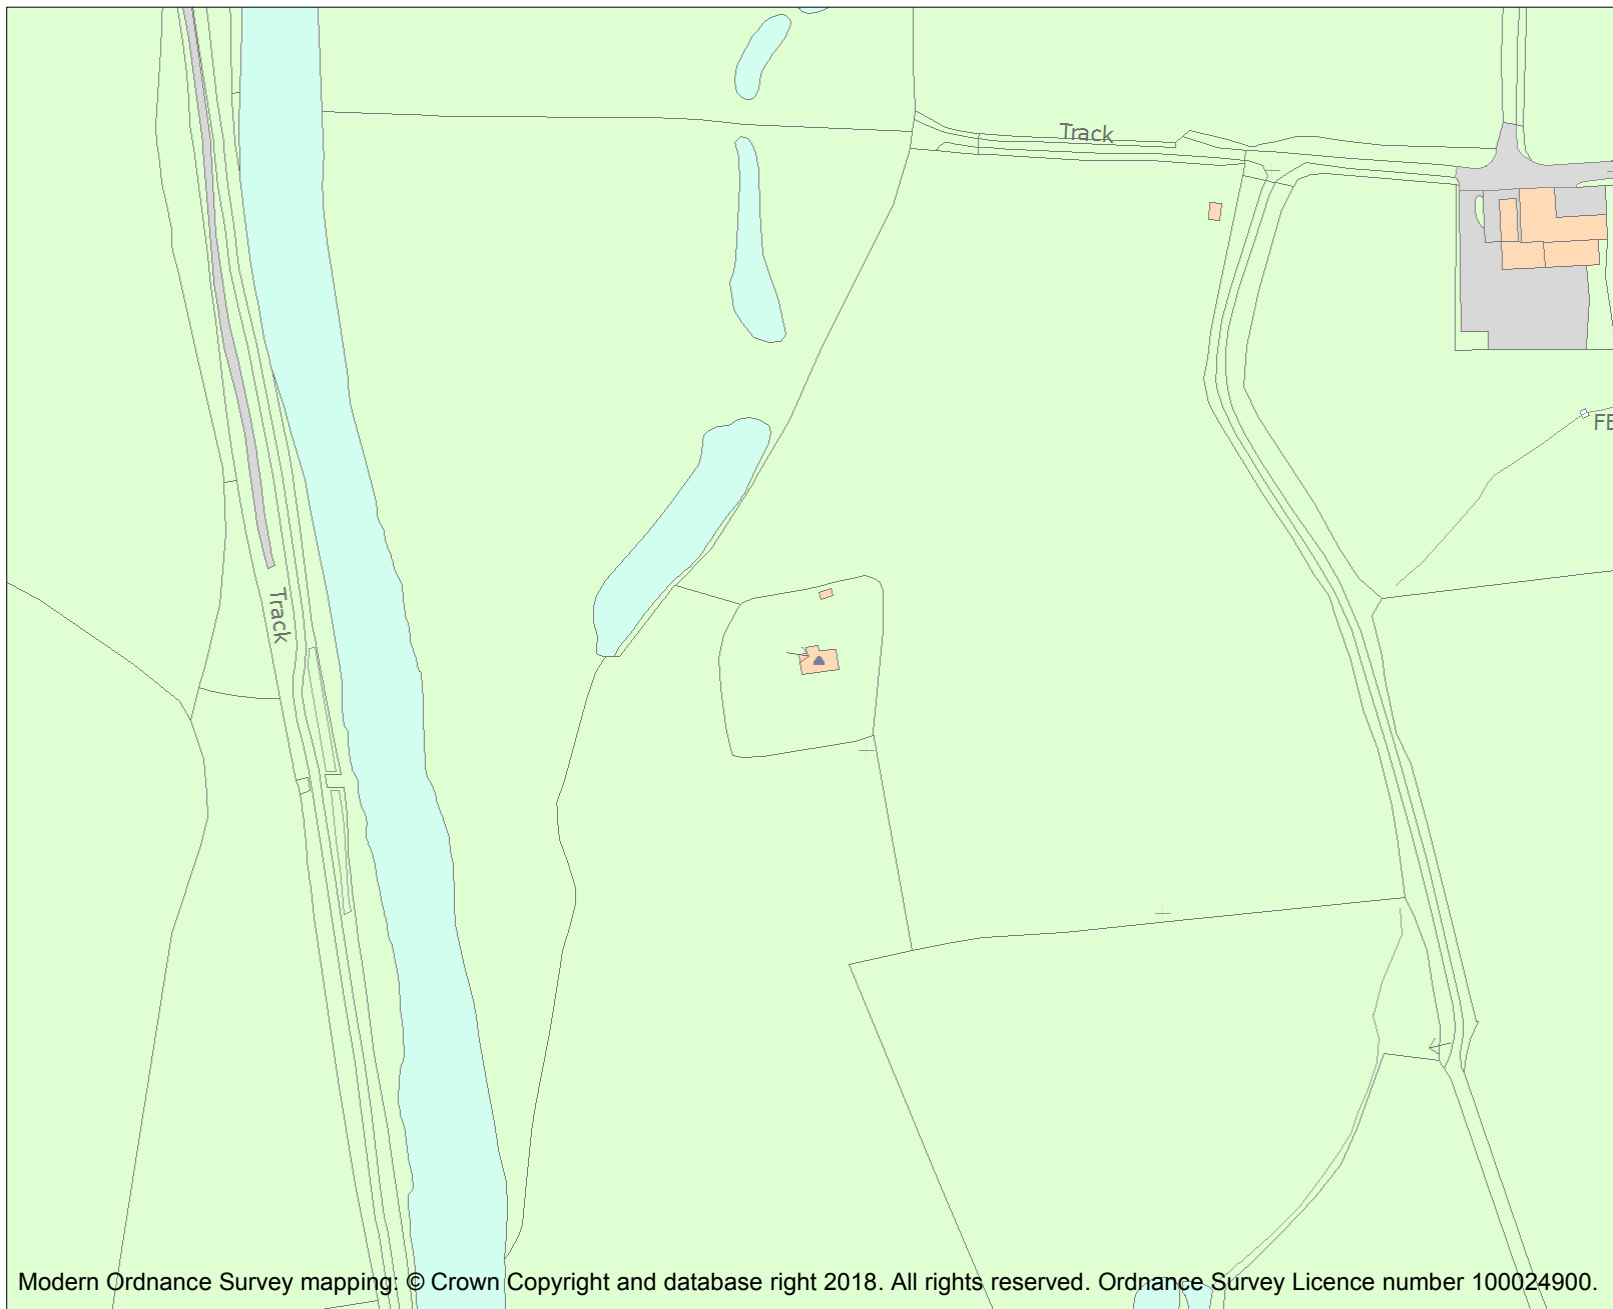 Track
FB
Track
Modern Ordnance Survey mapping: © Crown Copyright and database right 2018. All rights reserved. Ordnance Survey Licence number 100024900.